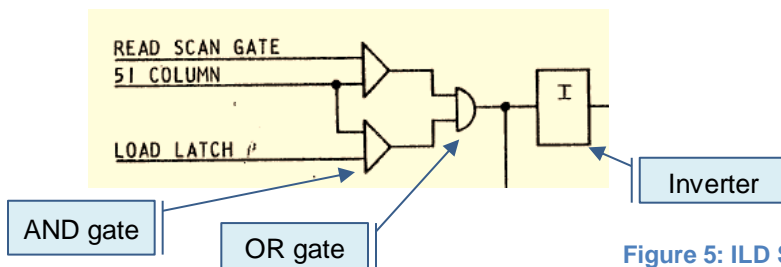 READ SCAN GATE
51 COLUMN
LOAD LATCH
I
Inverter
AND gate
OR gate
Figure 5: ILD S